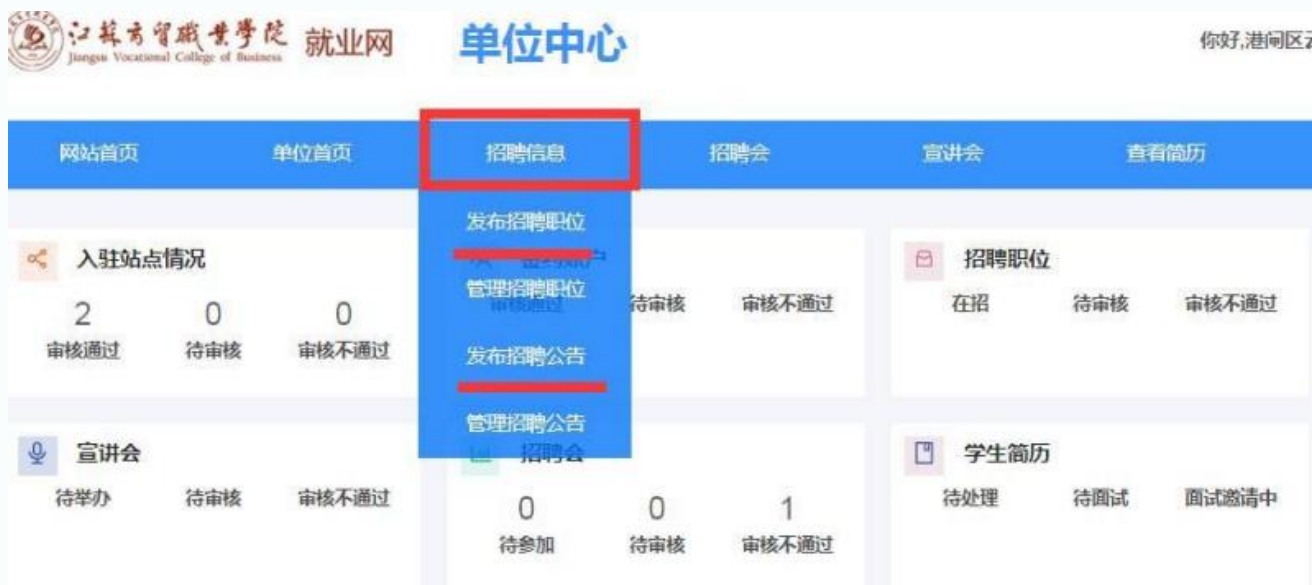 江苏商贸職業學院 就业网 单位中心 你好,港闸区
Jiangsu Vocational College of Business
网站首页 单位首页 招聘信息 招聘会 宣讲会 查看简历
发布招聘职位
入驻站点情况 招聘职位
管理招聘职位
2 0 0 待审核 审核不通过 在招 待审核 审核不通过
审核通过 待审核 审核不通过
发布招聘公告
管理招聘公告
宣讲会 招聘会 学生简历
待举办 待审核 审核不通过 0 0 1 待处理 待面试 面试邀请中
待参加 待审核 审核不通过